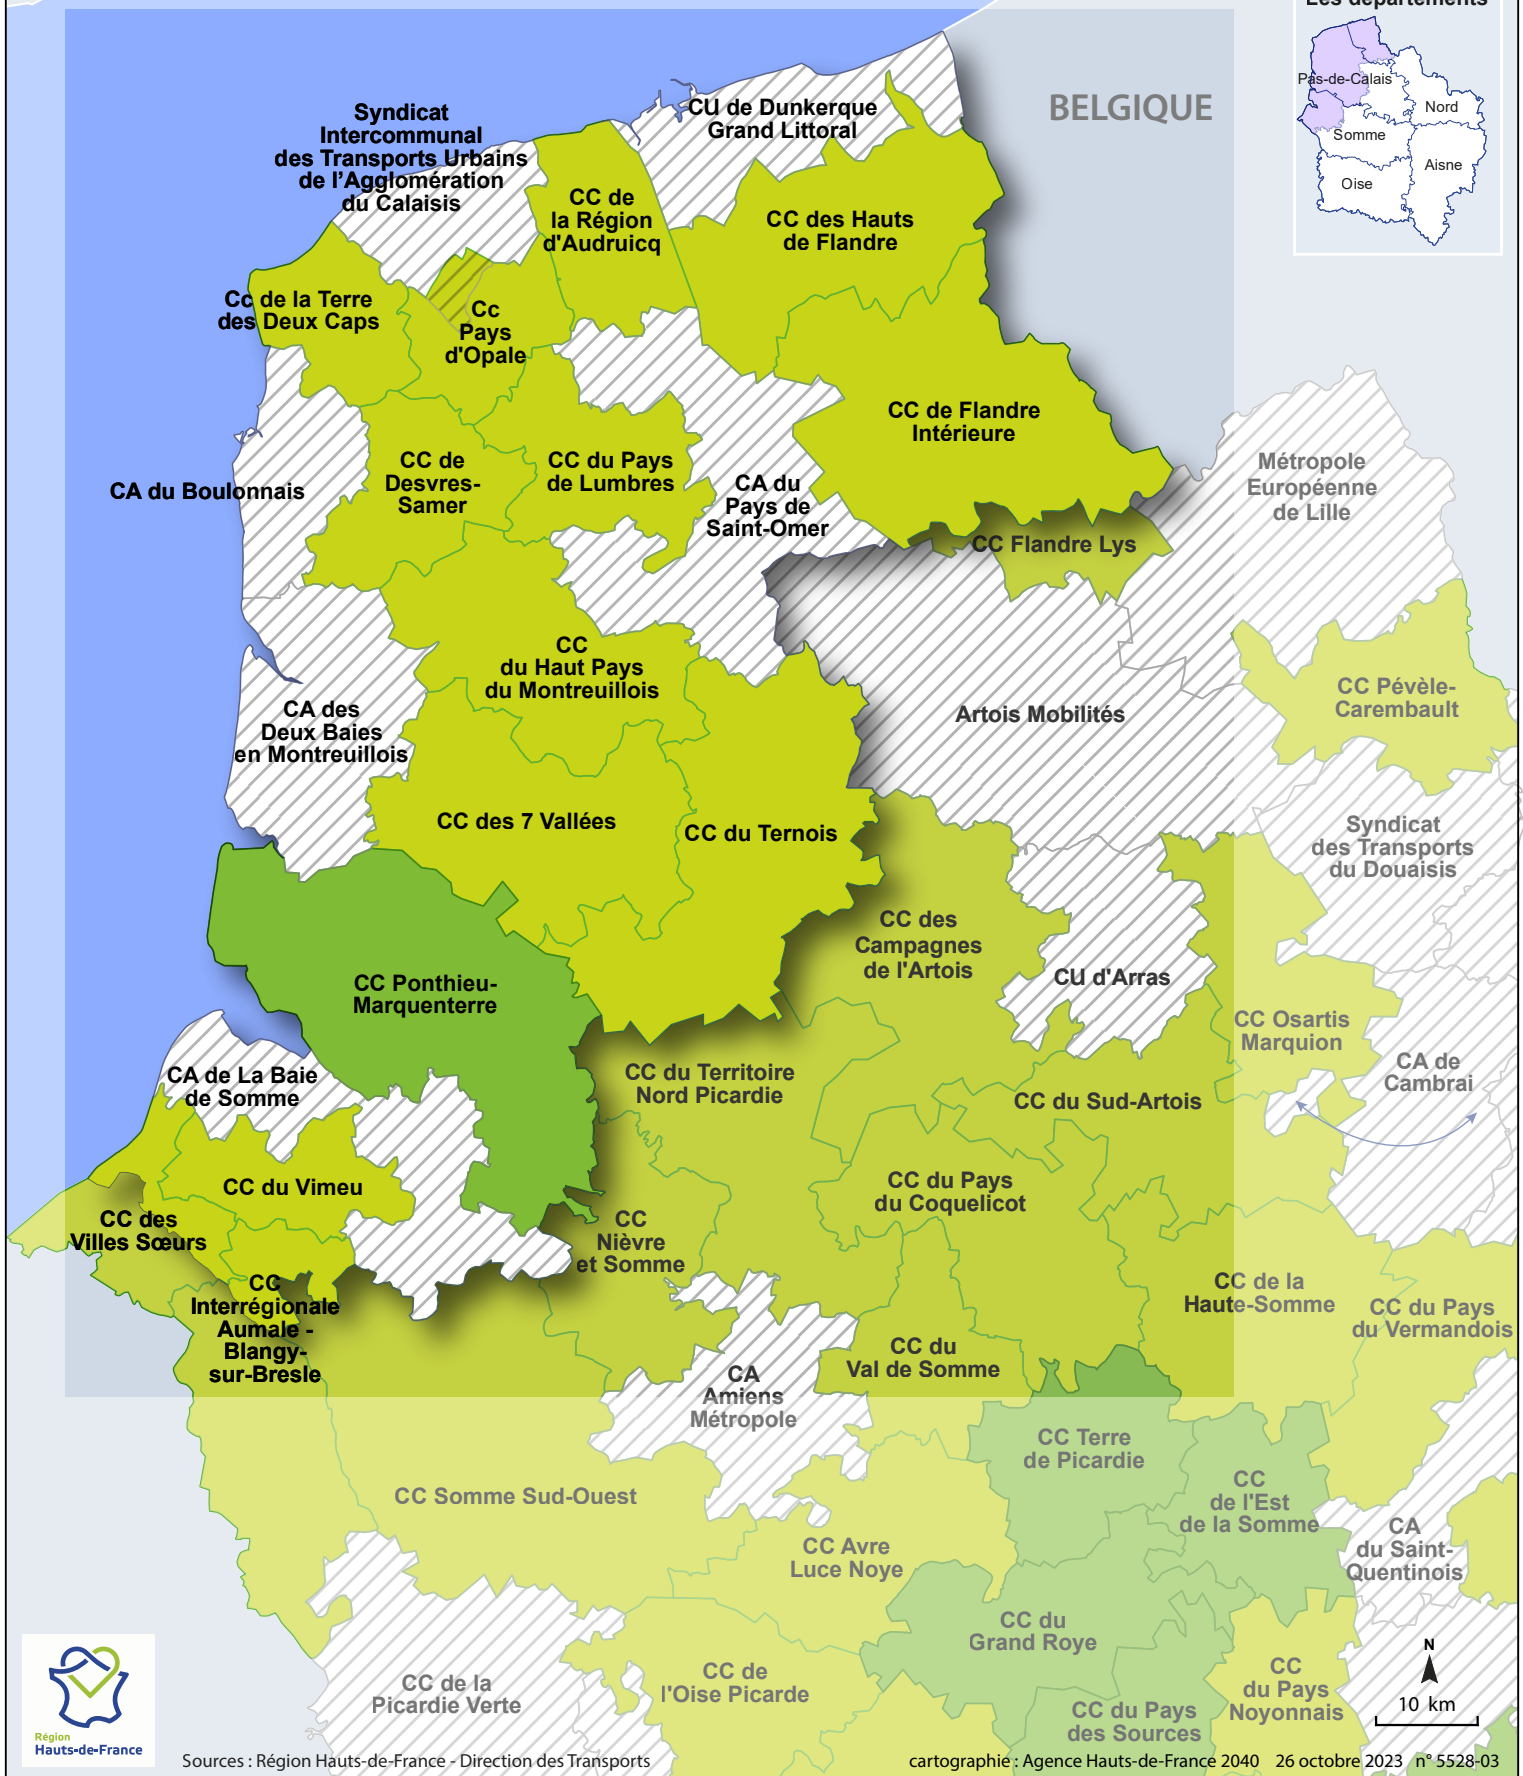 Les départements
Pas-de-Calais
Nord
Somme
Aisne
Oise
BELGIQUE
CU de Dunkerque
Grand Littoral
Syndicat
Intercommunal
des Transports Urbains
de l'Agglomération
du Calaisis
CC de
la Région
d'Audruicq
CC des Hauts
de Flandre
Cc de la Terre
des Deux Caps
Cc
Pays
d'Opale
CC de Flandre
Intérieure
CA du Boulonnais
CC de
Desvres-
Samer
CC du Pays
de Lumbres
CA du
Pays de
Saint-Omer
Métropole
Européenne
de Lille
CC Flandre Lys
CC
du Haut Pays
du Montreuillois
CA des
Deux Baies
en Montreuillois
Artois Mobilités
CC Pévèle-
Carembault
CC des 7 Vallées
CC du Ternois
Syndicat
des Transports
du Douaisis
CC des
Campagnes
de l'Artois
CU d'Arras
CC Ponthieu-
Marquenterre
CC Osartis
Marquion
CA de
Cambrai
CA de La Baie
de Somme
CC du Territoire
Nord Picardie
CC du Sud-Artois
CC du Vimeu
CC du Pays
du Coquelicot
CC des
Villes Sœurs
CC
Nièvre
et Somme
CC
Interrégionale
Aumale -
Blangy-
sur-Bresle
CC de la
Haute-Somme
CC du Pays
du Vermandois
CC du
Val de Somme
CA
Amiens
Métropole
CC Terre
de Picardie
CC Somme Sud-Ouest
CC
de l'Est
de la Somme
CC Avre
Luce Noye
CA
du Saint-
Quentinois
CC du
Grand Roye
CC de la
Picardie Verte
CC de
l'Oise Picarde
CC du Pays
des Sources
CC
du Pays
Noyonnais
N
10 km
Région
Hauts-de-France
Sources : Région Hauts-de-France - Direction des Transports
cartographie : Agence Hauts-de-France 2040 26 octobre 2023 n° 5528-03